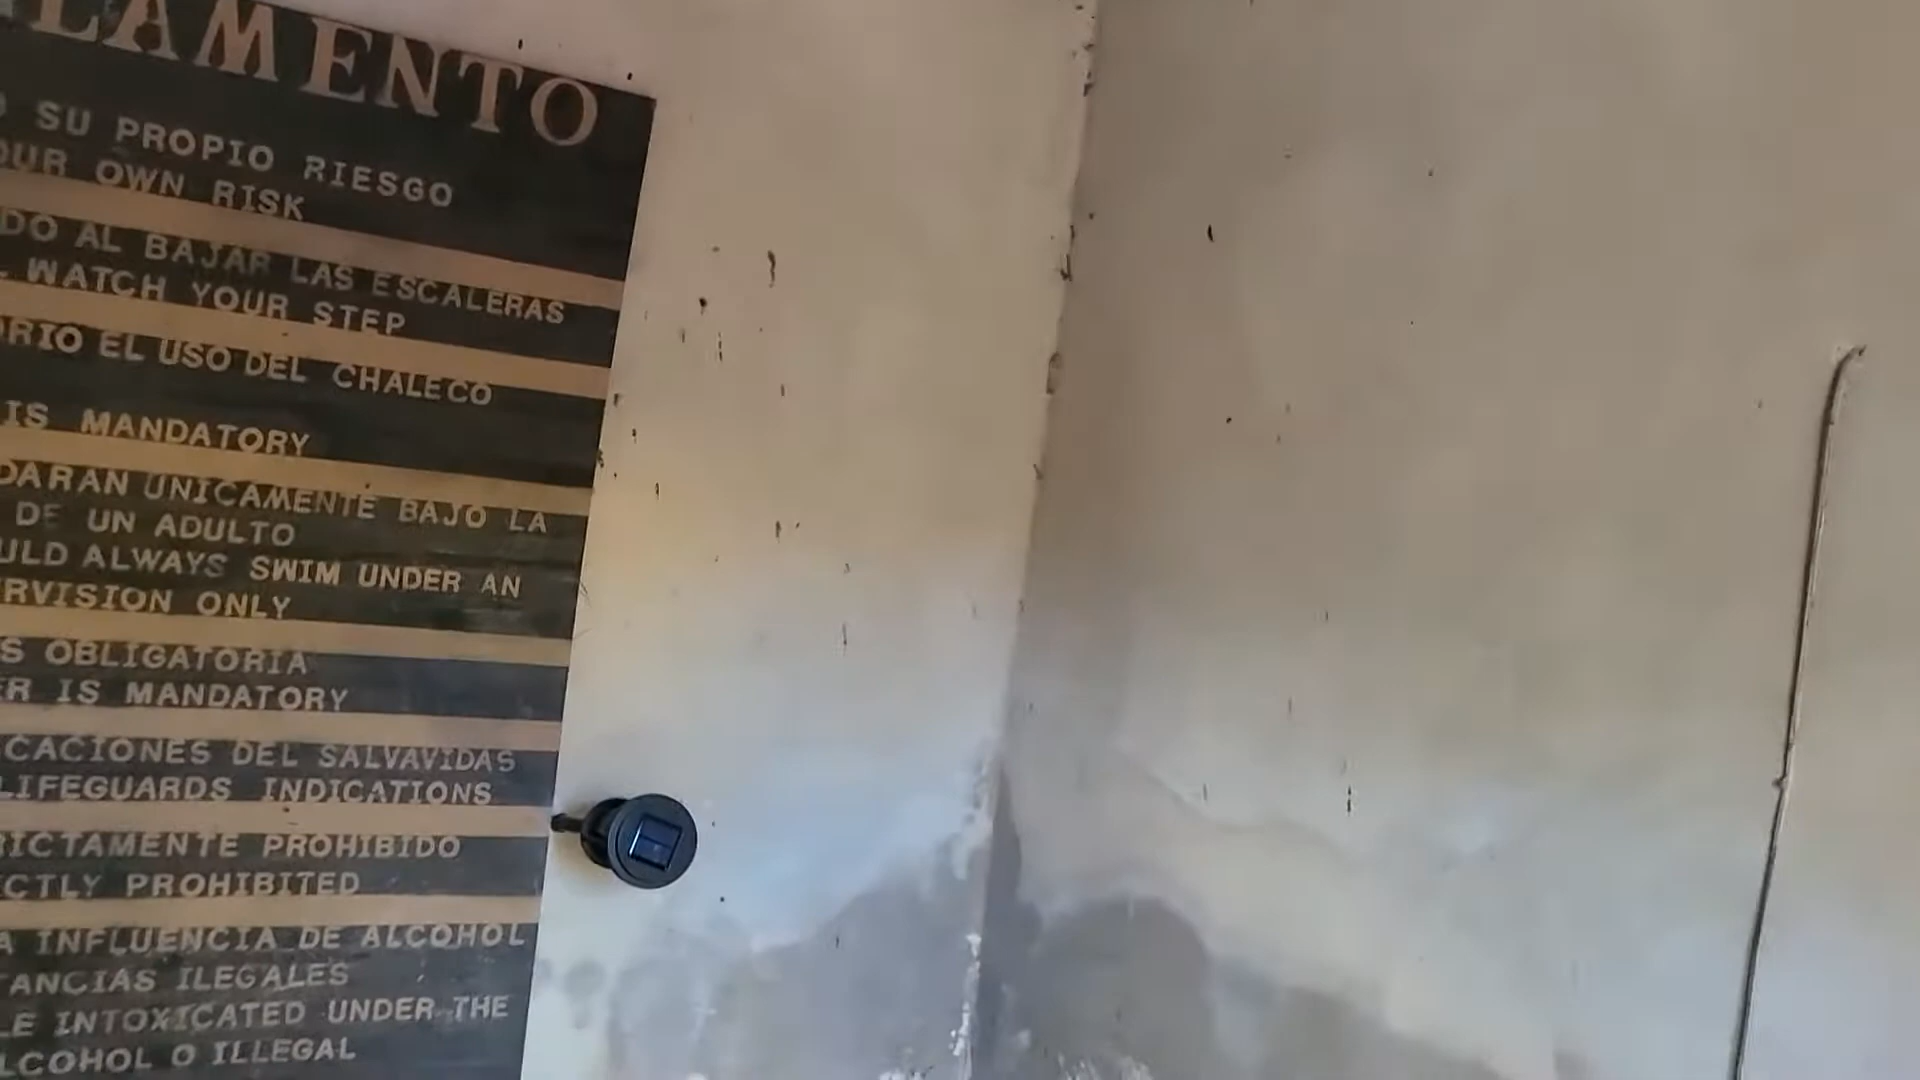 LAMENTO
SU PROPIO RIESGO
OUR OWN RISK
DO AL BAJAR LAS ESCALERAS
WATCH YOUR STEP
RIO EL USO DEL CHALECO
IS MANDATORY
DARAN UNICAMENTE BAJO LA
DE UN ADULTO
ULD ALWAYS SWIM UNDER AN
RVISION ONLY
S OBLIGATORIA
ER IS MANDATORY
CACIONES DEL SALVAVIDAS
LIFEGUARDS INDICATIONS
RICTAMENTE PROHIBIDO
CTLY PROHIBITED
A INFLUENCIA DE ALCOHOL
TANCIAS ILEGALES
LE INTOXICATED UNDER THE
LCOHOL O ILLEGAL